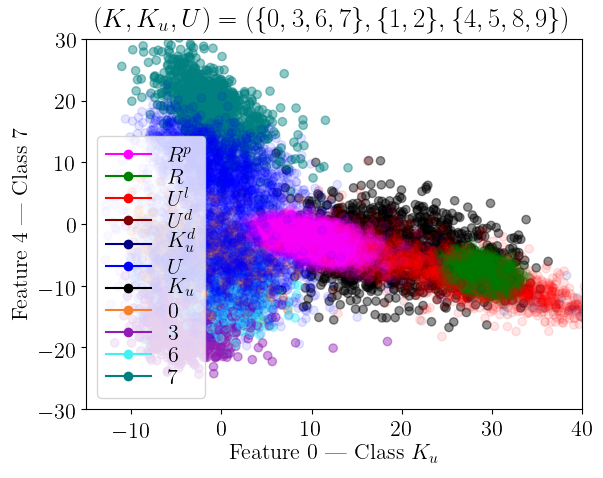 (K, K_u, U) = ({0, 3, 6, 7}, {1, 2}, {4, 5, 8, 9})
30
20
10
0
−10
−20
−30
Feature 4 — Class 7
R^p
R
U^l
U^d
K_u^d
U
K_u
0
3
6
7
−10 0 10 20 30 40
Feature 0 — Class K_u